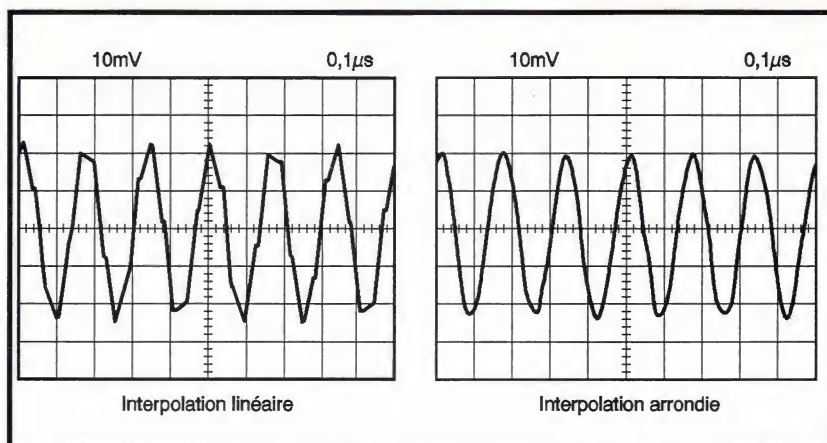 10mV 0,1μs
10mV 0,1μs
Interpolation linéaire
Interpolation arrondie